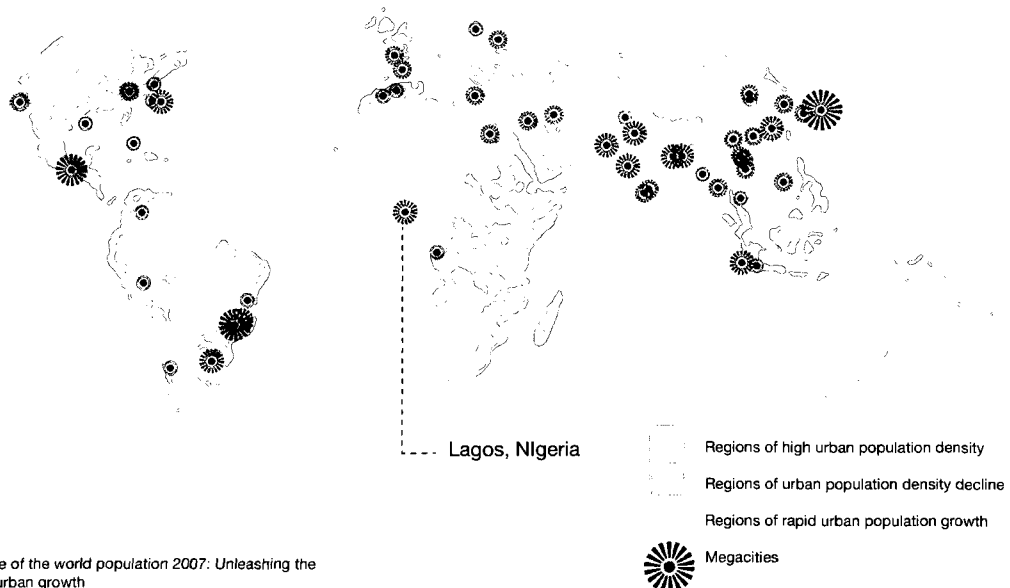 Lagos, NIgeria
Regions of high urban population density
Regions of urban population density decline
Regions of rapid urban population growth
Megacities
e of the world population 2007: Unleashing the
urban growth